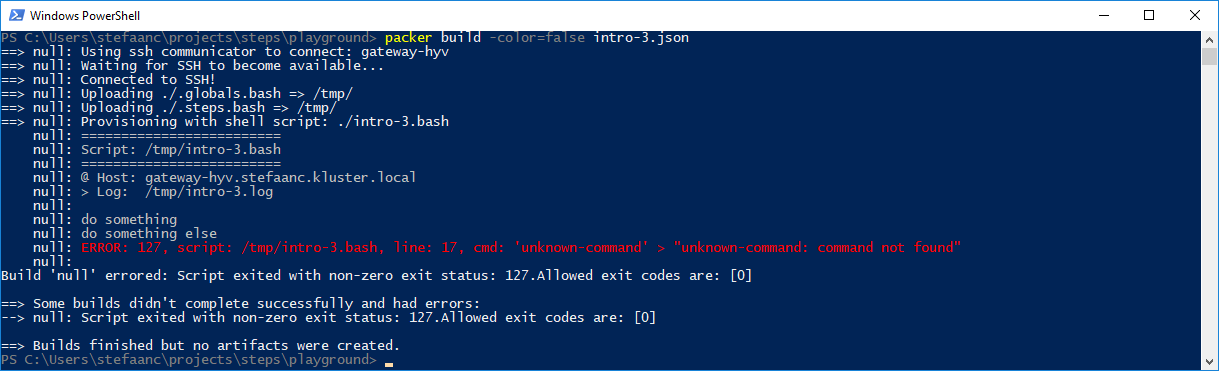 Windows PowerShell
PS C:\Users\stefaanc\projects\steps\playground> packer build -color=false intro-3.json
==> null: Using ssh communicator to connect: gateway-hyv
==> null: Waiting for SSH to become available...
==> null: Connected to SSH!
==> null: Uploading ./.globals.bash => /tmp/
==> null: Uploading ./.steps.bash => /tmp/
==> null: Provisioning with shell script: ./intro-3.bash
    null: =========================
    null: Script: /tmp/intro-3.bash
    null: =========================
    null: @ Host: gateway-hyv.stefaanc.kluster.local
    null: > Log:  /tmp/intro-3.log
    null:
    null: do something
    null: do something else
    null: ERROR: 127, script: /tmp/intro-3.bash, line: 17, cmd: 'unknown-command' > "unknown-command: command not found"
    null:
Build 'null' errored: Script exited with non-zero exit status: 127.Allowed exit codes are: [0]

==> Some builds didn't complete successfully and had errors:
--> null: Script exited with non-zero exit status: 127.Allowed exit codes are: [0]

==> Builds finished but no artifacts were created.
PS C:\Users\stefaanc\projects\steps\playground>